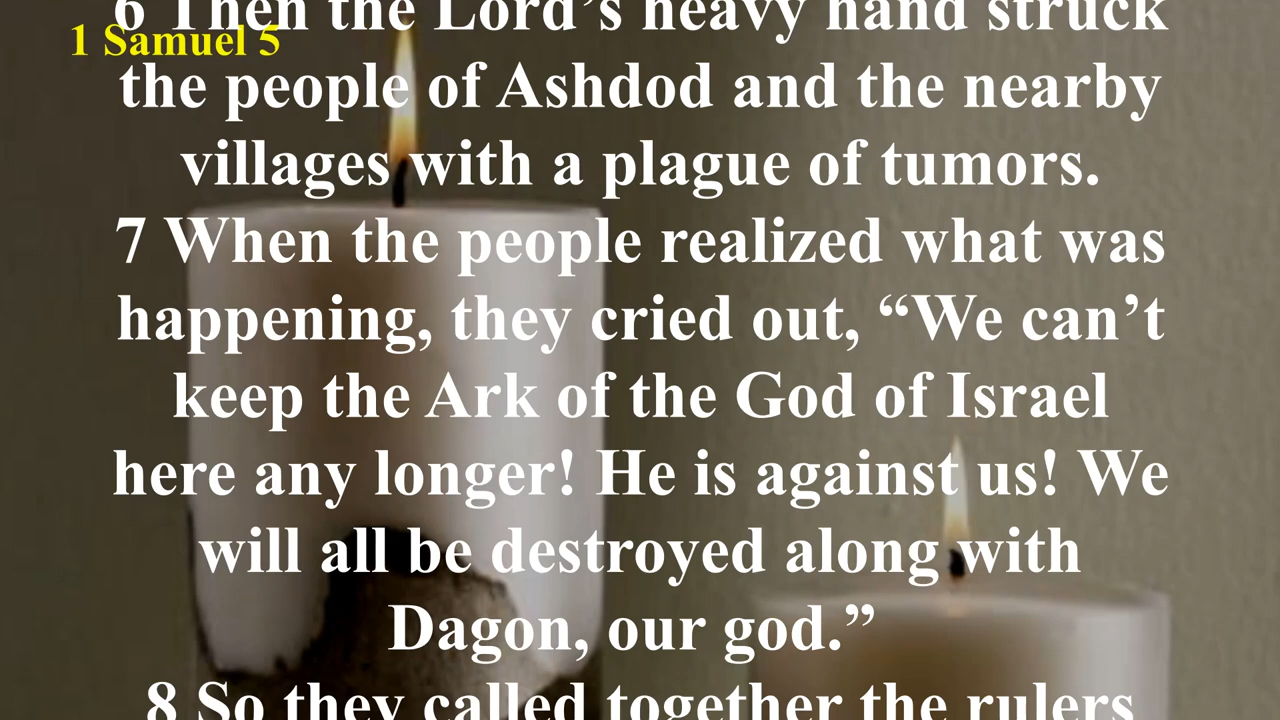 6 Then the Lord’s heavy hand struck
1 Samuel 5
the people of Ashdod and the nearby
villages with a plague of tumors.
7 When the people realized what was
happening, they cried out, “We can’t
keep the Ark of the God of Israel
here any longer! He is against us! We
will all be destroyed along with
Dagon, our god.”
8 So they called together the rulers